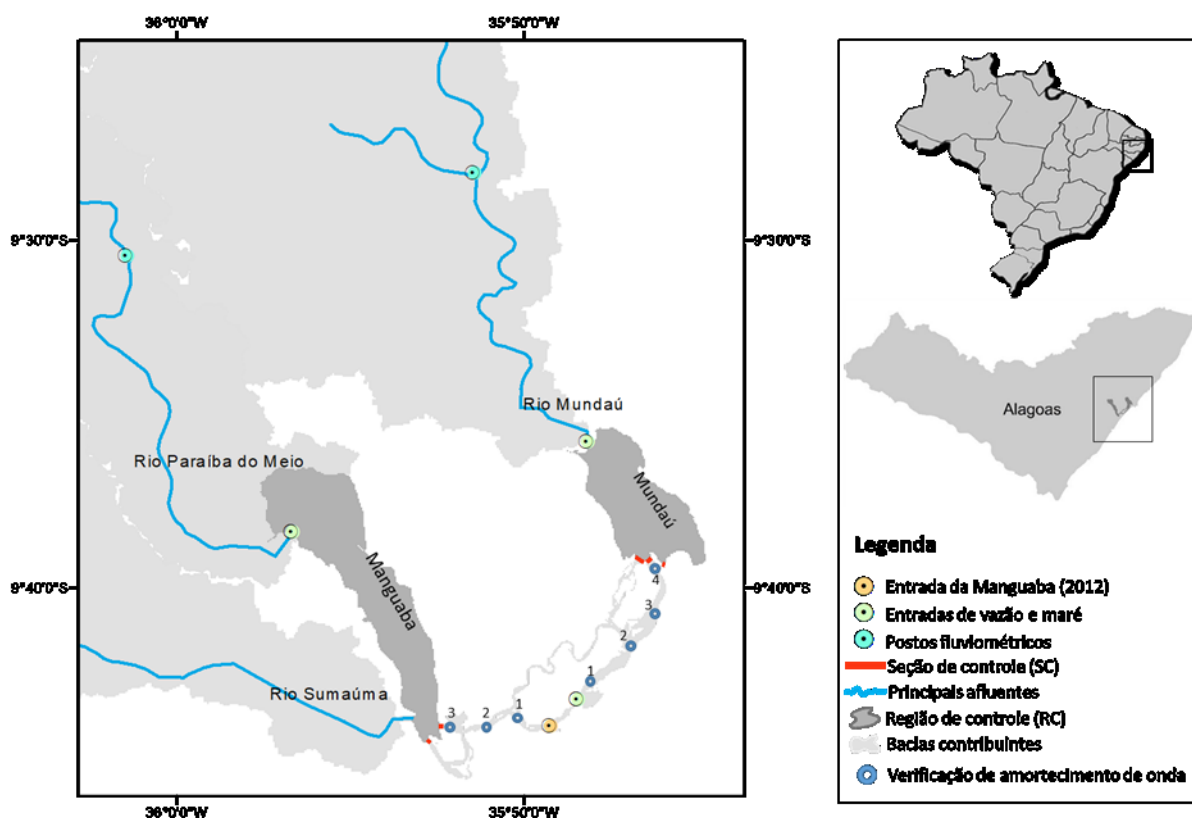 36°0'0"W
35°50'0"W
9°30'0"S
9°30'0"S
Rio Mundaú
Rio Paraíba do Meio
Mundaú
Manguaba
9°40'0"S
9°40'0"S
4
3
2
1
Rio Sumaúma
3
2
1
36°0'0"W
35°50'0"W
Alagoas
Legenda
Entrada da Manguaba (2012)
Entradas de vazão e maré
Postos fluviométricos
Seção de controle (SC)
Principais afluentes
Região de controle (RC)
Bacias contribuintes
Verificação de amortecimento de onda